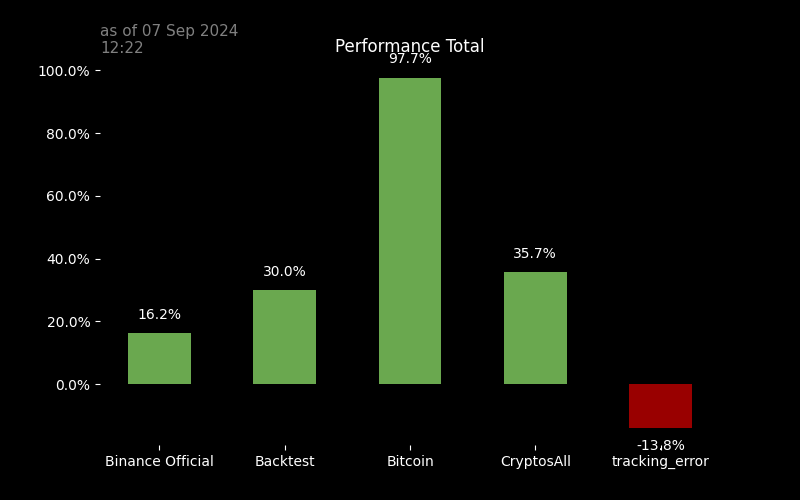 as of 07 Sep 2024
12:22
Performance Total
100.0%
80.0%
60.0%
40.0%
20.0%
0.0%
16.2%
30.0%
97.7%
35.7%
-13.8%
Binance Official
Backtest
Bitcoin
CryptosAll
tracking_error